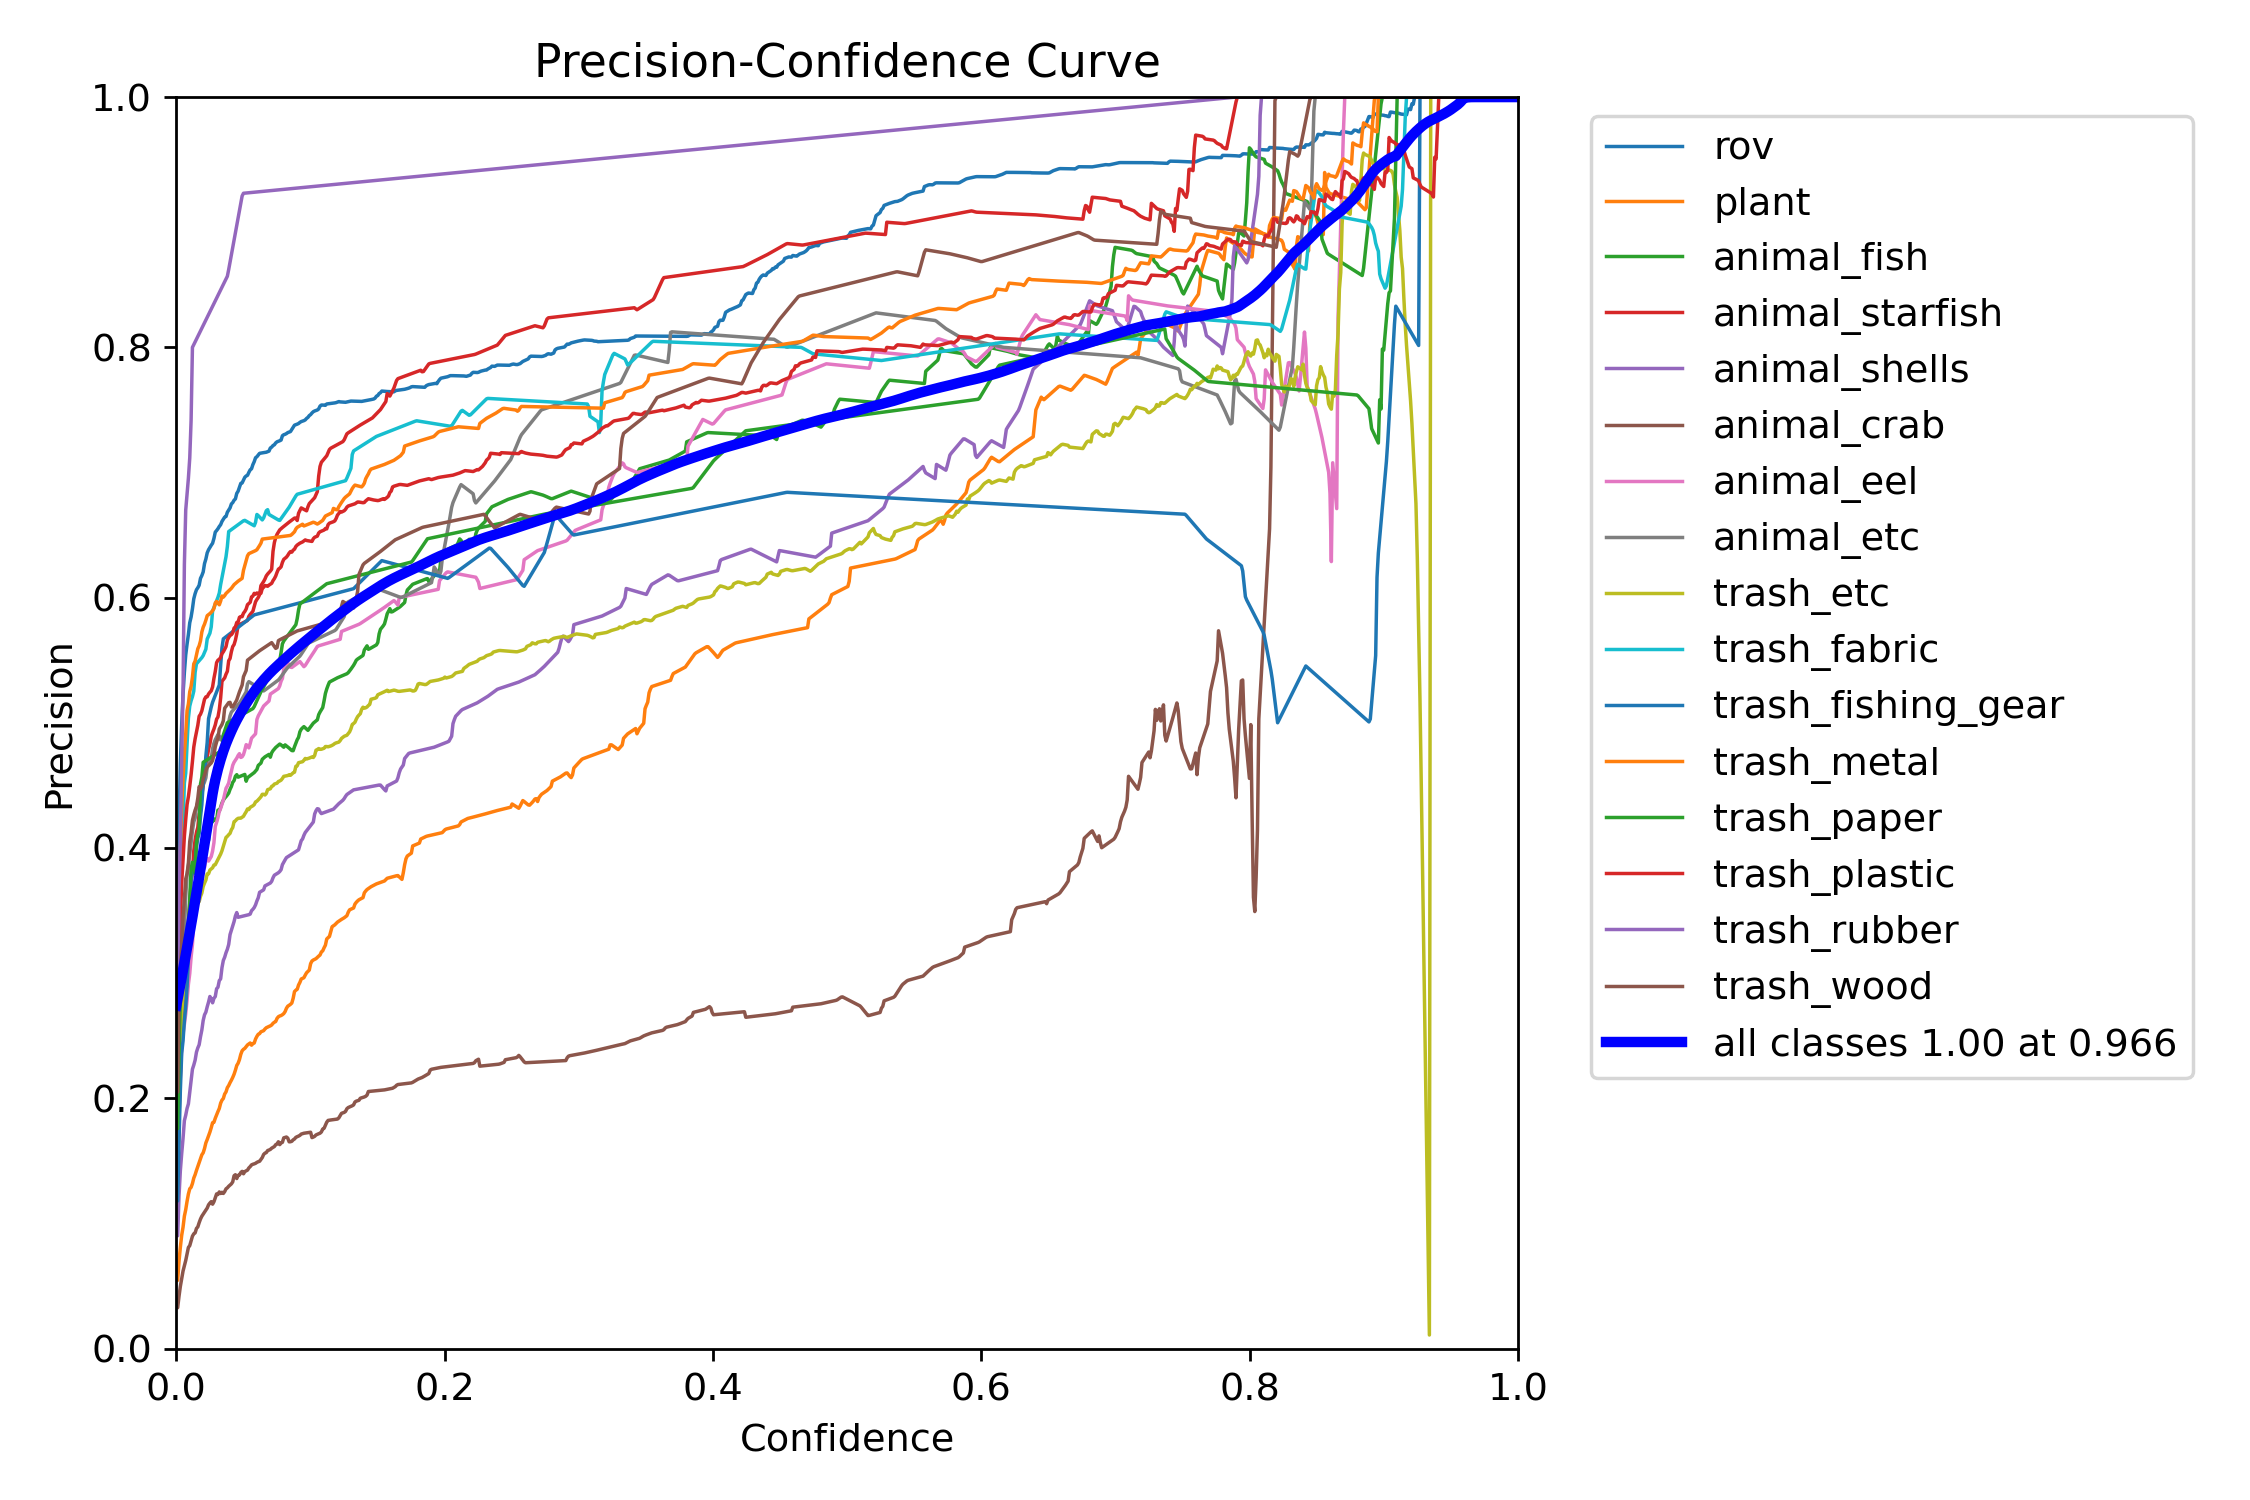 Precision-Confidence Curve
1.0
0.8
0.6
0.4
0.2
0.0
Precision
0.0 0.2 0.4 0.6 0.8 1.0
Confidence
rov
plant
animal_fish
animal_starfish
animal_shells
animal_crab
animal_eel
animal_etc
trash_etc
trash_fabric
trash_fishing_gear
trash_metal
trash_paper
trash_plastic
trash_rubber
trash_wood
all classes 1.00 at 0.966